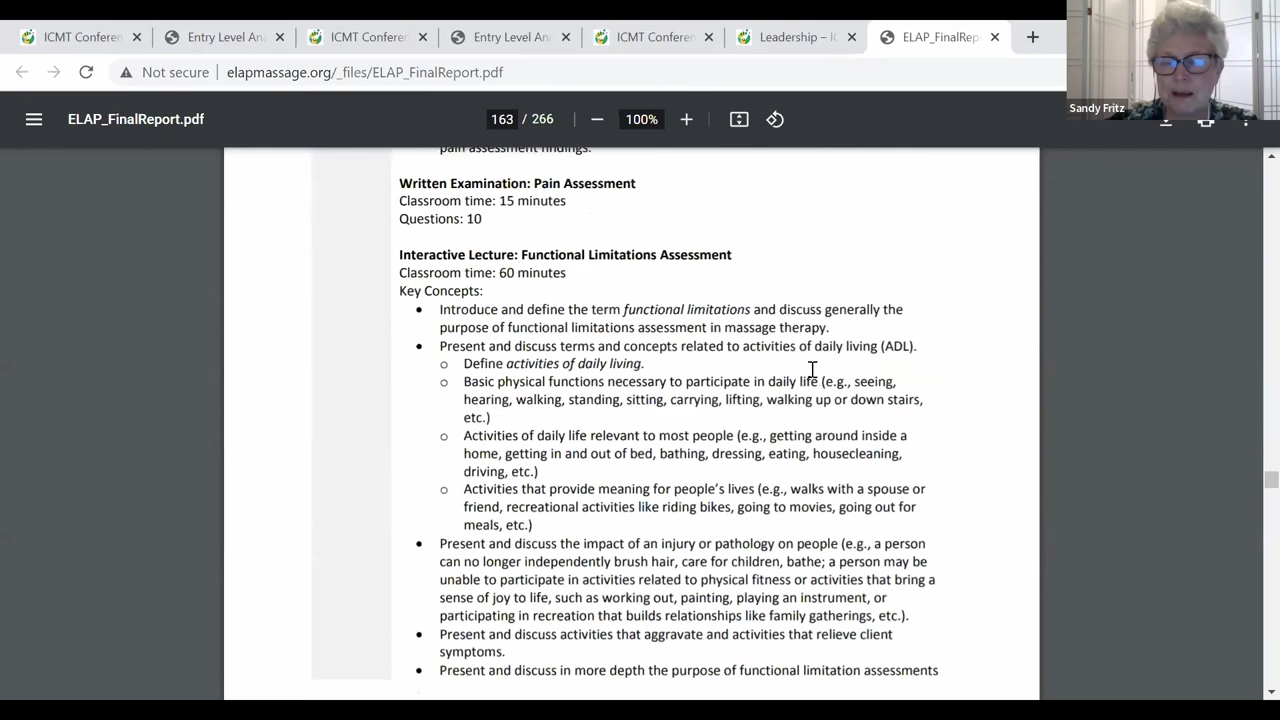 ICMT Conferen
Entry Level Ana
ICMT Conferen
Entry Level Ana
ICMT Conferen
Leadership – IC
ELAP_FinalRep
Not secure
elapmassage.org/_files/ELAP_FinalReport.pdf
Sandy Fritz
ELAP_FinalReport.pdf
163 / 266
100%
pain assessment findings.
Written Examination: Pain Assessment
Classroom time: 15 minutes
Questions: 10
Interactive Lecture: Functional Limitations Assessment
Classroom time: 60 minutes
Key Concepts:
• Introduce and define the term functional limitations and discuss generally the
purpose of functional limitations assessment in massage therapy.
• Present and discuss terms and concepts related to activities of daily living (ADL).
o Define activities of daily living.
o Basic physical functions necessary to participate in daily life (e.g., seeing,
hearing, walking, standing, sitting, carrying, lifting, walking up or down stairs,
etc.)
o Activities of daily life relevant to most people (e.g., getting around inside a
home, getting in and out of bed, bathing, dressing, eating, housecleaning,
driving, etc.)
o Activities that provide meaning for people's lives (e.g., walks with a spouse or
friend, recreational activities like riding bikes, going to movies, going out for
meals, etc.)
• Present and discuss the impact of an injury or pathology on people (e.g., a person
can no longer independently brush hair, care for children, bathe; a person may be
unable to participate in activities related to physical fitness or activities that bring a
sense of joy to life, such as working out, painting, playing an instrument, or
participating in recreation that builds relationships like family gatherings, etc.).
• Present and discuss activities that aggravate and activities that relieve client
symptoms.
• Present and discuss in more depth the purpose of functional limitation assessments